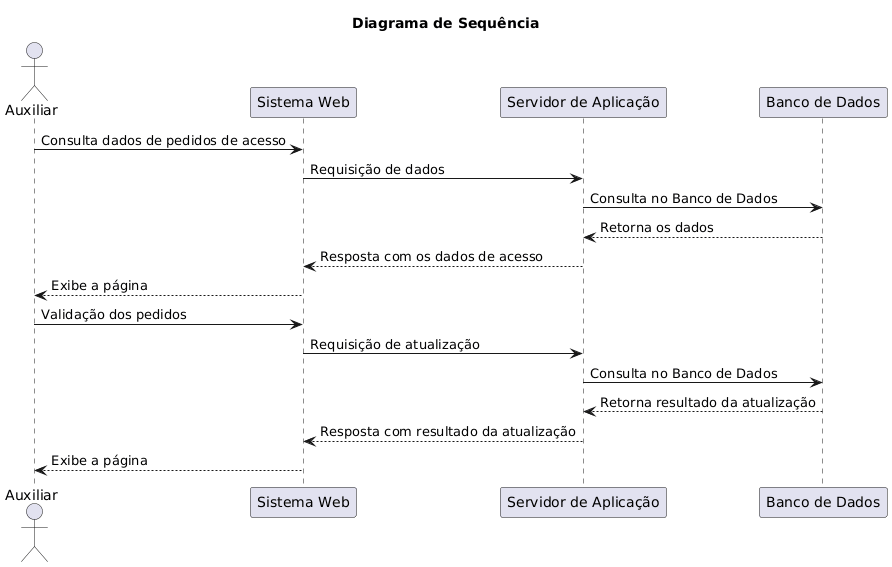 Diagrama de Sequência
Auxiliar
Sistema Web
Servidor de Aplicação
Banco de Dados
Consulta dados de pedidos de acesso
Requisição de dados
Consulta no Banco de Dados
Retorna os dados
Resposta com os dados de acesso
Exibe a página
Validação dos pedidos
Requisição de atualização
Consulta no Banco de Dados
Retorna resultado da atualização
Resposta com resultado da atualização
Exibe a página
Auxiliar
Sistema Web
Servidor de Aplicação
Banco de Dados